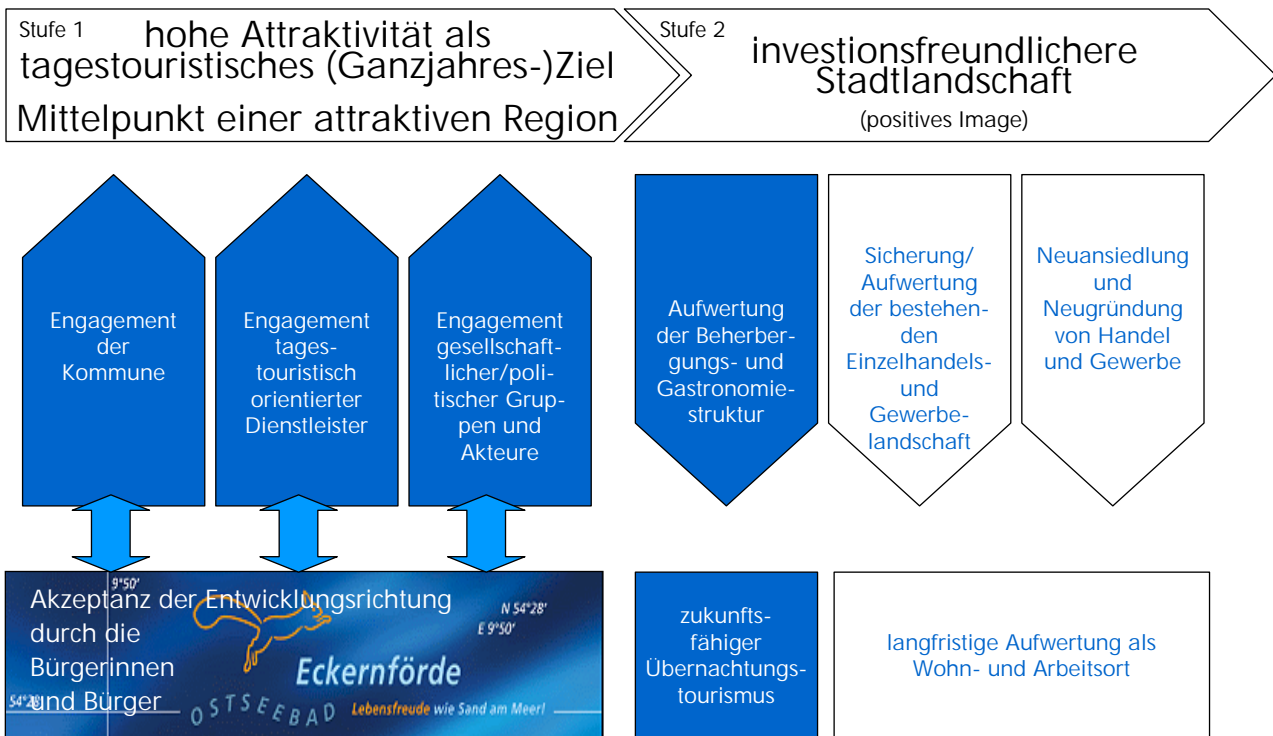 Stufe 1
hohe Attraktivität als
tagestouristisches (Ganzjahres-)Ziel
Mittelpunkt einer attraktiven Region
Stufe 2
investionsfreundlichere
Stadtlandschaft
(positives Image)
Engagement
der
Kommune
Engagement
tages-
touristisch
orientierter
Dienstleister
Engagement
gesellschaft-
licher/poli-
tischer Grup-
pen und
Akteure
Aufwertung
der Beherber-
gungs- und
Gastronomie-
struktur
Sicherung/
Aufwertung
der bestehen-
den
Einzelhandels-
und
Gewerbe-
landschaft
Neuansiedlung
und
Neugründung
von Handel
und Gewerbe
9°50'
Akzeptanz der Entwicklungsrichtung
durch die
Bürgerinnen
und Bürger
N 54°28'
E 9°50'
54°28'
Eckernförde
OSTSEEBAD
Lebensfreude wie Sand am Meer!
zukunfts-
fähiger
Übernachtungs-
tourismus
langfristige Aufwertung als
Wohn- und Arbeitsort